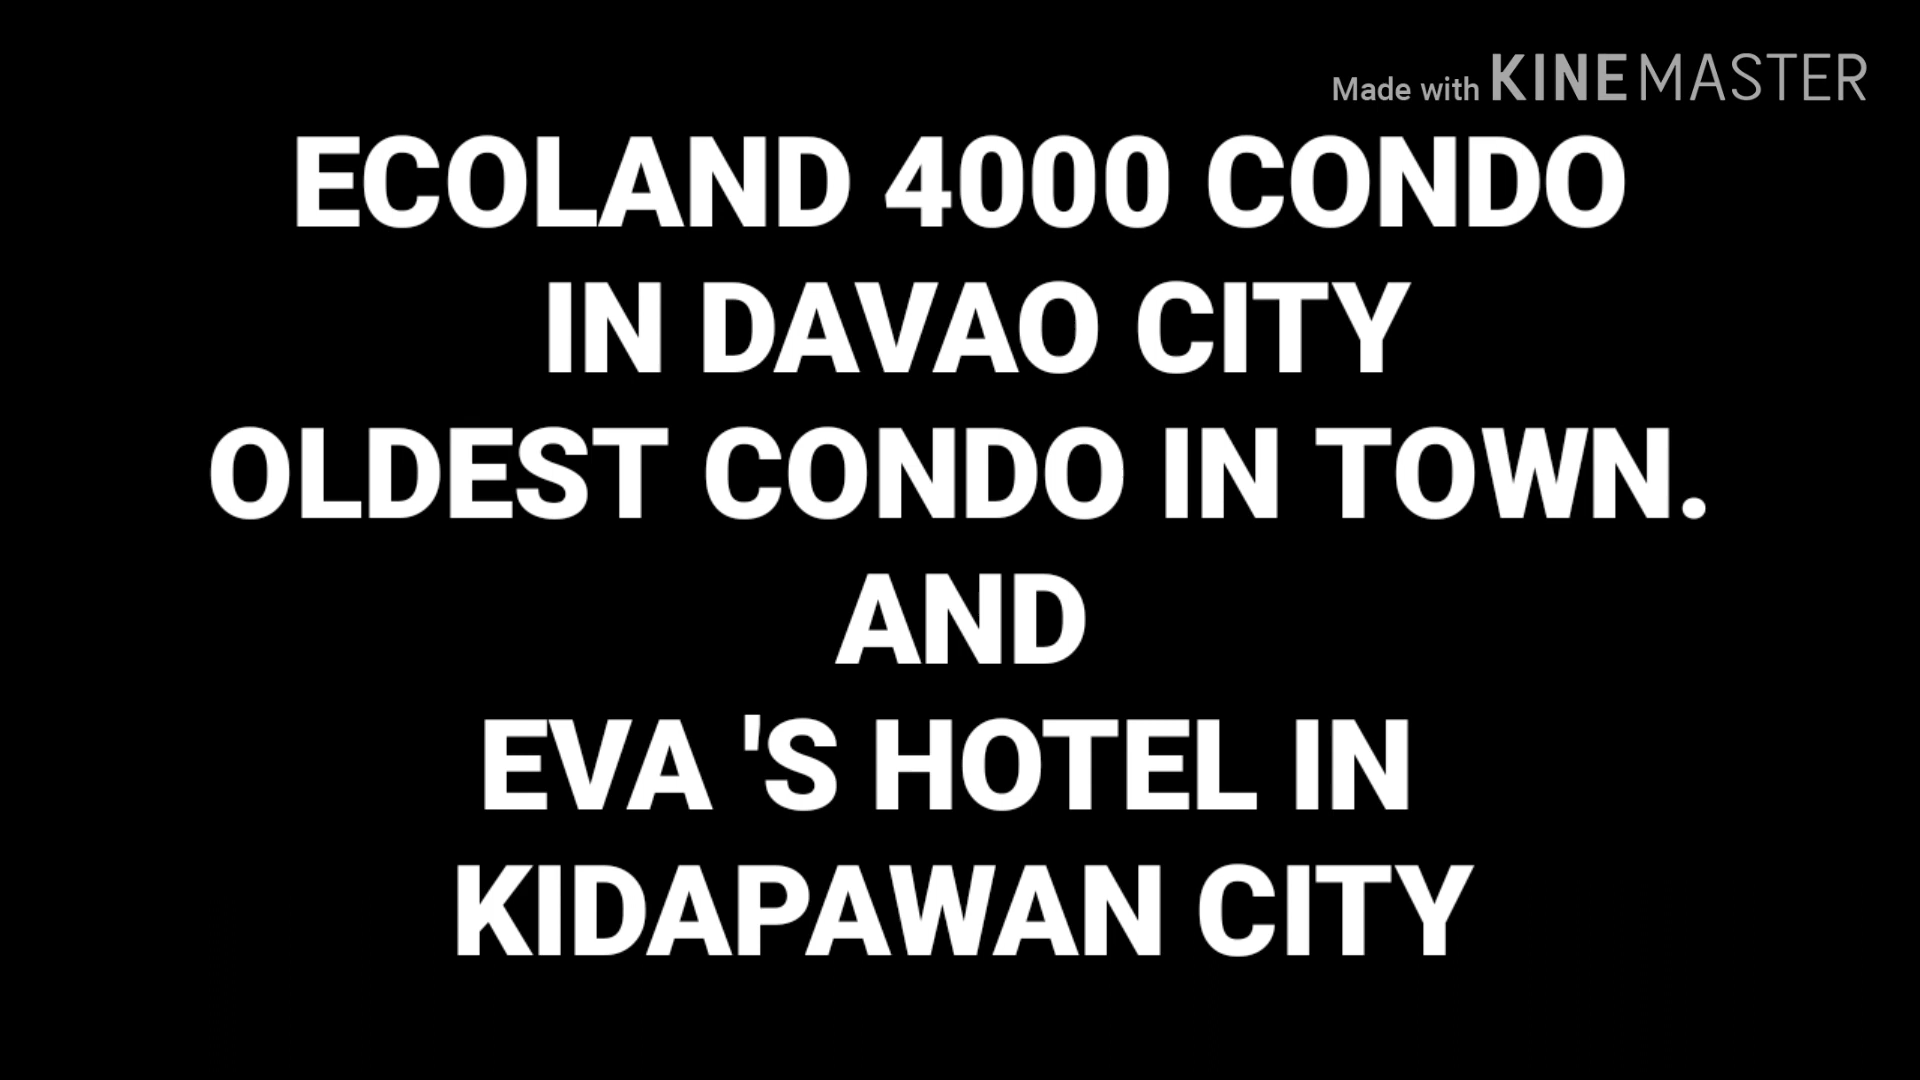 Made with KINEMASTER
ECOLAND 4000 CONDO
IN DAVAO CITY
OLDEST CONDO IN TOWN.
AND
EVA 'S HOTEL IN
KIDAPAWAN CITY